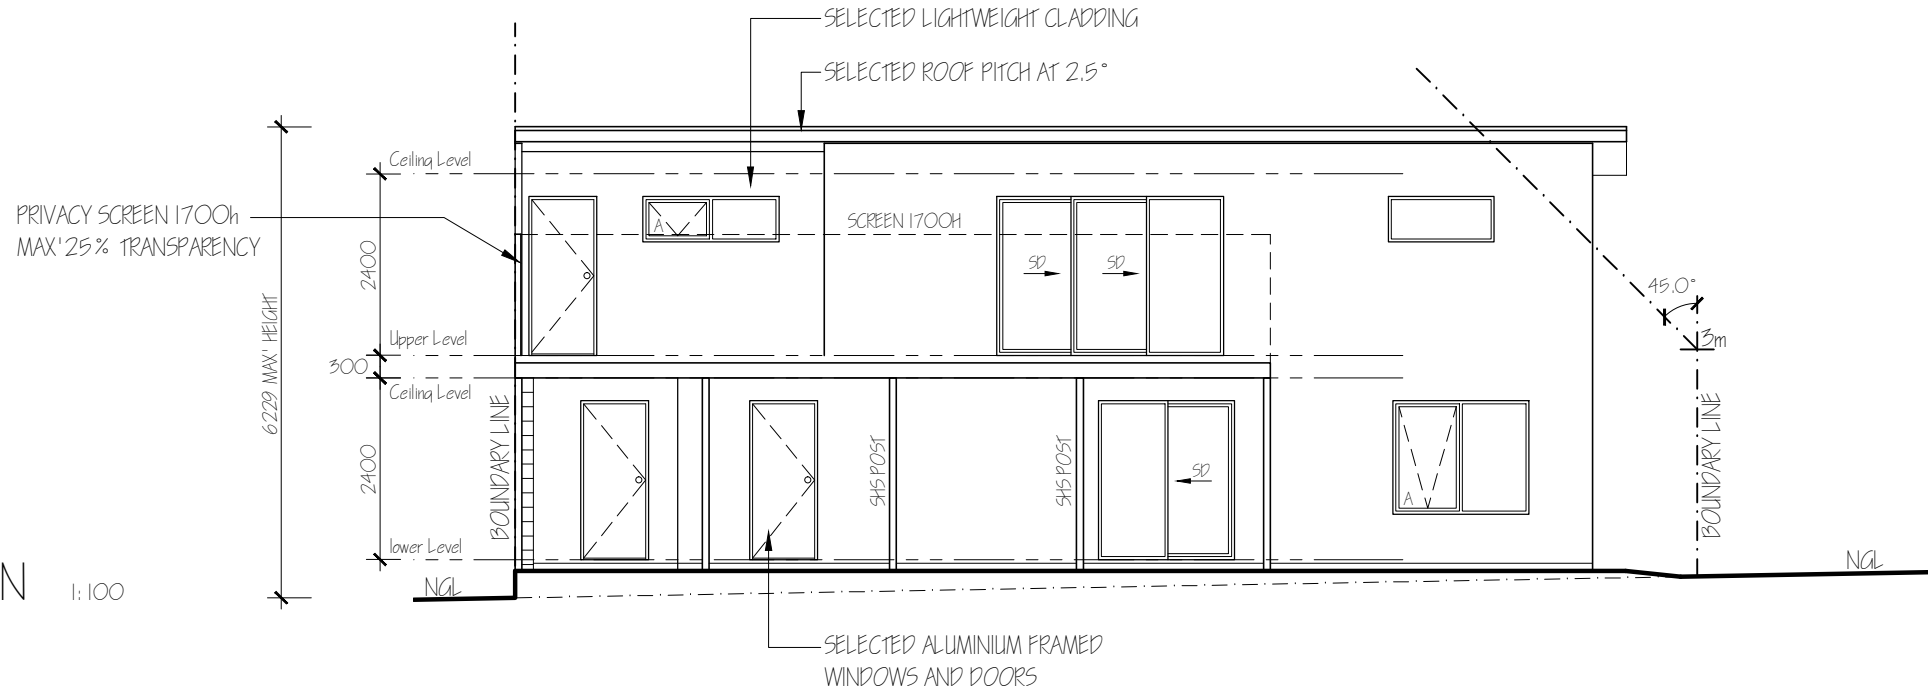 SELECTED LIGHTWEIGHT CLADDING
SELECTED ROOF PITCH AT 2.5°
Ceiling Level
PRIVACY SCREEN 1700h
MAX' 25% TRANSPARENCY
SCREEN 1700H
A
SD
SD
2400
45.0°
6229 MAX' HEIGHT
Upper Level
3m
300
Ceiling Level
BOUNDARY LINE
SHS POST
SHS POST
BOUNDARY LINE
2400
SD
A
lower Level
NGL
NGL
N
1:100
SELECTED ALUMINIUM FRAMED
WINDOWS AND DOORS